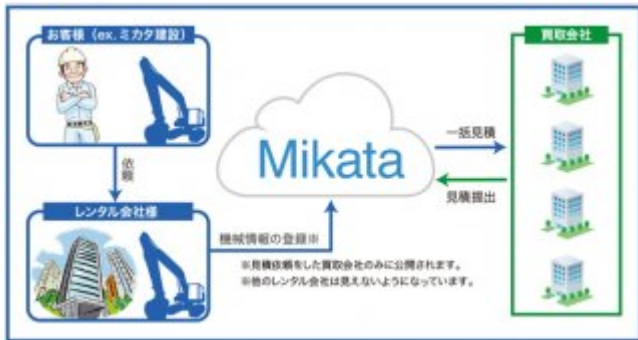 お客様（ex.ミカタ建設）
買取会社
依頼
Mikata
一括見積
見積提出
レンタル会社様
機械情報の登録※
※見積依頼をした買取会社のみに公開されます。
※他のレンタル会社は見えないようになっています。